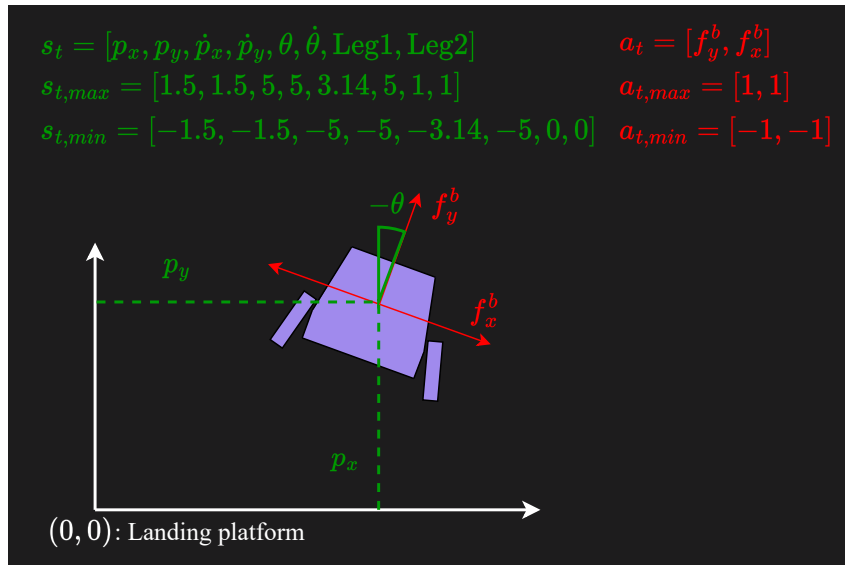 s_t = [p_x, p_y, ṗ_x, ṗ_y, θ, θ̇, Leg1, Leg2]
a_t = [f_y^b, f_x^b]
s_{t,max} = [1.5, 1.5, 5, 5, 3.14, 5, 1, 1]
a_{t,max} = [1, 1]
s_{t,min} = [−1.5, −1.5, −5, −5, −3.14, −5, 0, 0]
a_{t,min} = [−1, −1]
−θ
f_y^b
p_y
f_x^b
p_x
(0, 0): Landing platform